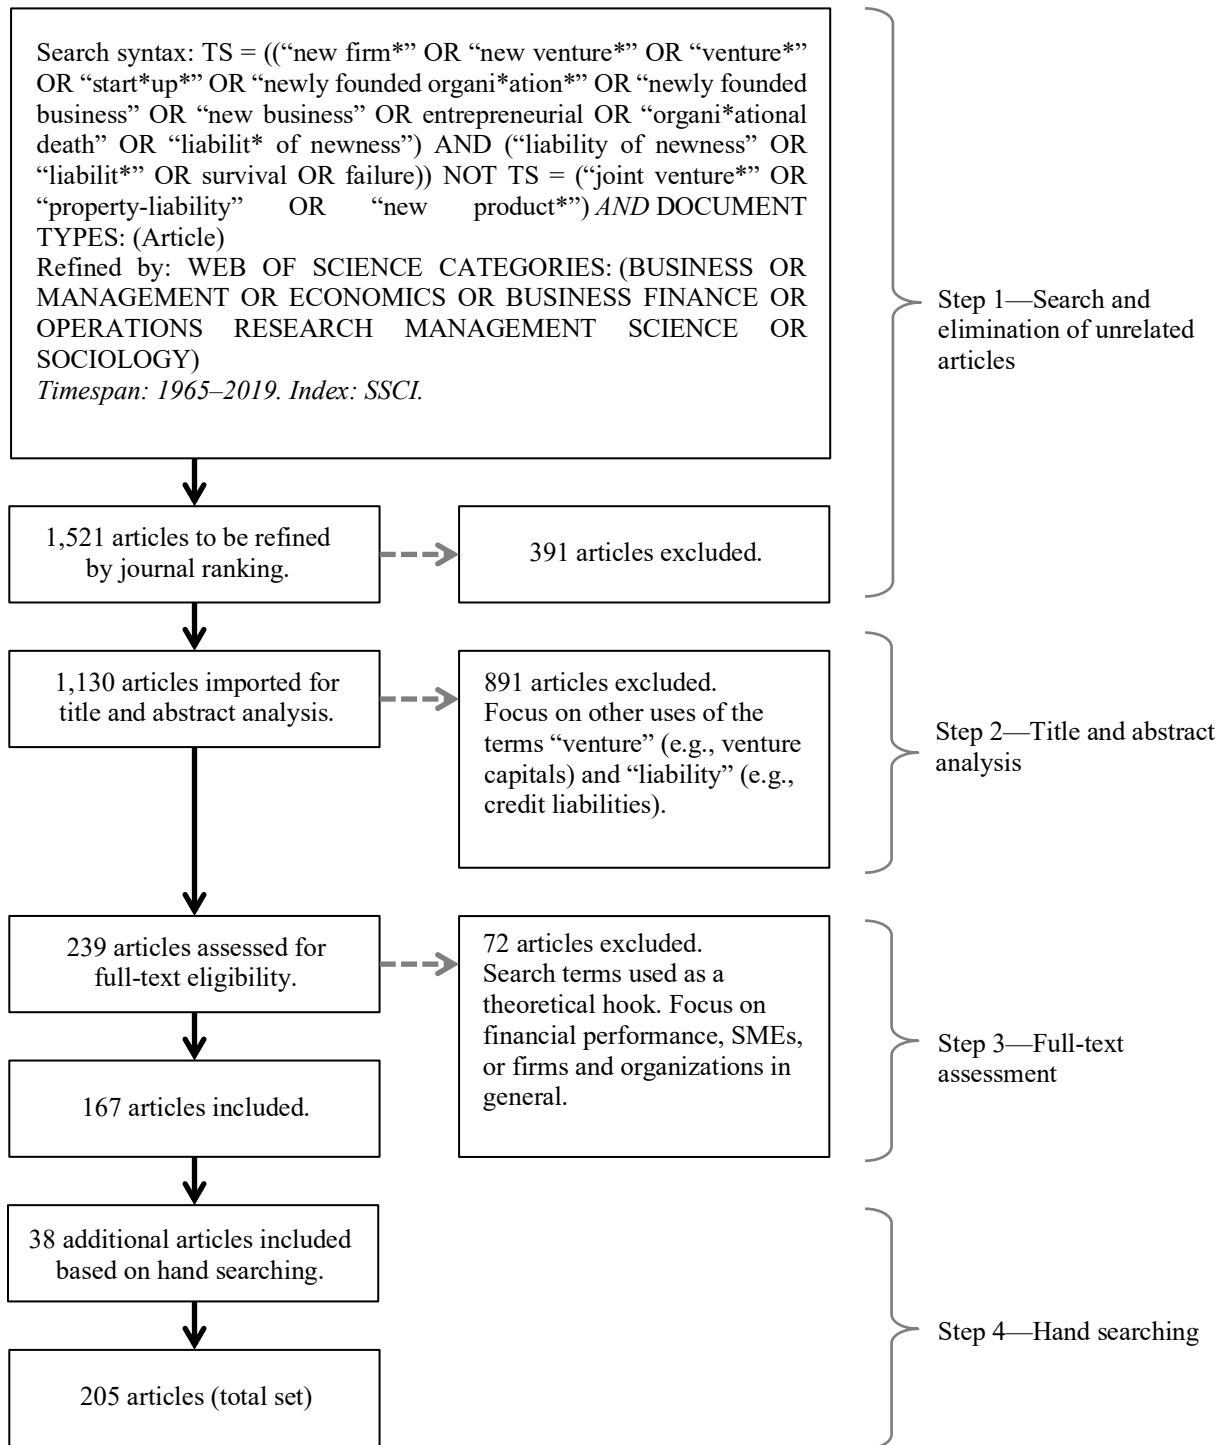 Search syntax: TS = ((“new firm*” OR “new venture*” OR “venture*”
OR “start*up*” OR “newly founded organi*ation*” OR “newly founded
business” OR “new business” OR entrepreneurial OR “organi*ational
death” OR “liabilit* of newness”) AND (“liability of newness” OR
“liabilit*” OR survival OR failure)) NOT TS = (“joint venture*” OR
“property-liability” OR “new product*”) AND DOCUMENT
TYPES: (Article)
Refined by: WEB OF SCIENCE CATEGORIES: (BUSINESS OR
MANAGEMENT OR ECONOMICS OR BUSINESS FINANCE OR
OPERATIONS RESEARCH MANAGEMENT SCIENCE OR
SOCIOLOGY)
Timespan: 1965–2019. Index: SSCI.
Step 1—Search and
elimination of unrelated
articles
1,521 articles to be refined
by journal ranking.
391 articles excluded.
1,130 articles imported for
title and abstract analysis.
891 articles excluded.
Focus on other uses of the
terms “venture” (e.g., venture
capitals) and “liability” (e.g.,
credit liabilities).
Step 2—Title and abstract
analysis
239 articles assessed for
full-text eligibility.
72 articles excluded.
Search terms used as a
theoretical hook. Focus on
financial performance, SMEs,
or firms and organizations in
general.
Step 3—Full-text
assessment
167 articles included.
38 additional articles included
based on hand searching.
Step 4—Hand searching
205 articles (total set)